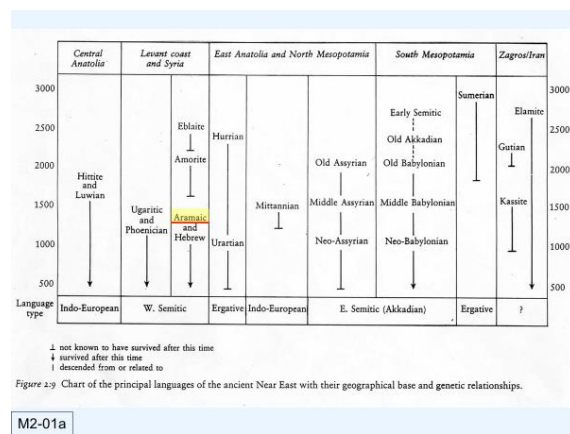 Central Anatolia
Levant coast and Syria
East Anatolia and North Mesopotamia
South Mesopotamia
Zagros/Iran
3000 Sumerian 3000
Early Semitic Elamite
2500 Eblaite Hurrian Old Akkadian 2500
Gutian
2000 Amorite Old Assyrian Old Babylonian 2000
Hittite and Luwian
1500 Ugaritic and Phoenician Aramaic and Hebrew Mittannian Middle Assyrian Middle Babylonian Kassite 1500
1000 Urartian Neo-Assyrian Neo-Babylonian 1000
500 500
Language type Indo-European W. Semitic Ergative Indo-European E. Semitic (Akkadian) Ergative ?
not known to have survived after this time
survived after this time
descended from or related to
Figure 2:9 Chart of the principal languages of the ancient Near East with their geographical base and genetic relationships.
M2-01a